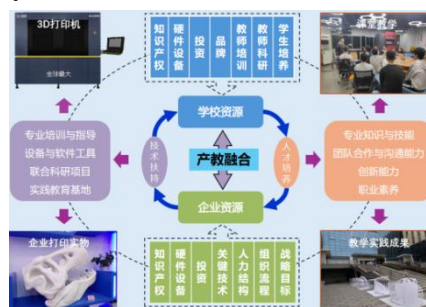 3D打印机
全球最大
知识产权
硬件设备
投资
品牌
教师培训
教师科研
学生培养
课堂教学
学校资源
专业培训与指导
设备与软件工具
联合科研项目
实践教育基地
技术扶持
产教融合
人才培养
专业知识与技能
团队合作与沟通能力
创新能力
职业素养
企业资源
企业打印实物
知识产权
硬件设备
投资
关键技术
人力结构
组织流程
战略目标
教学实践成果